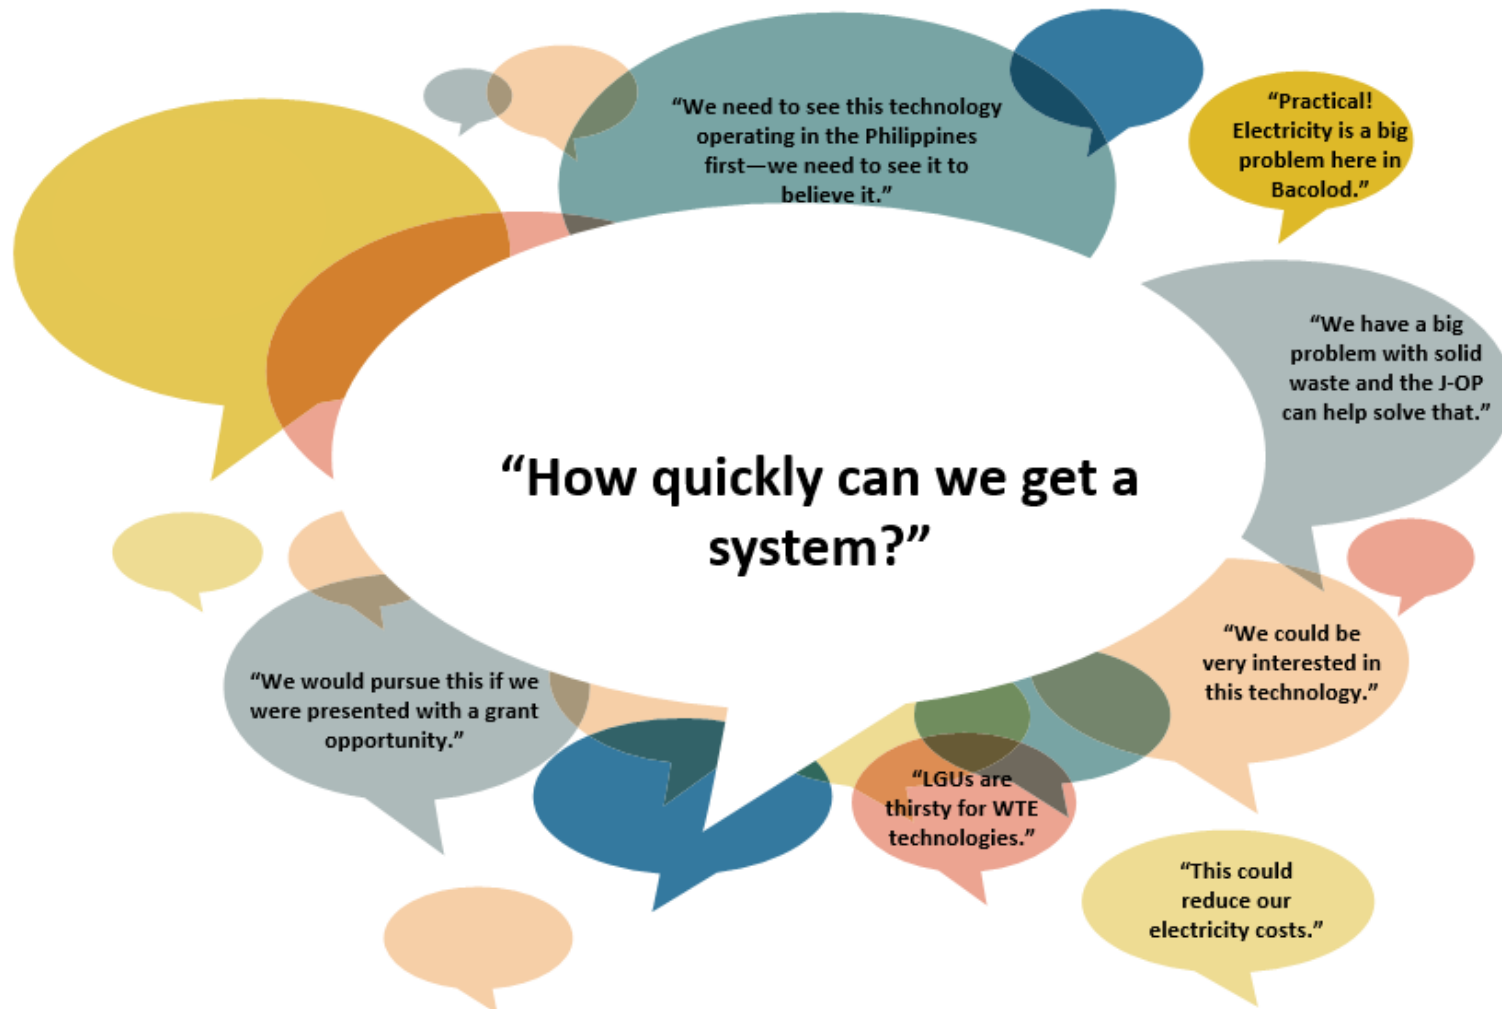 “We need to see this technology
operating in the Philippines
first—we need to see it to
believe it.”
“Practical!
Electricity is a big
problem here in
Bacolod.”
“We have a big
problem with solid
waste and the J-OP
can help solve that.”
“How quickly can we get a
system?”
“We could be
very interested in
this technology.”
“We would pursue this if we
were presented with a grant
opportunity.”
“LGUs are
thirsty for WTE
technologies.”
“This could
reduce our
electricity costs.”